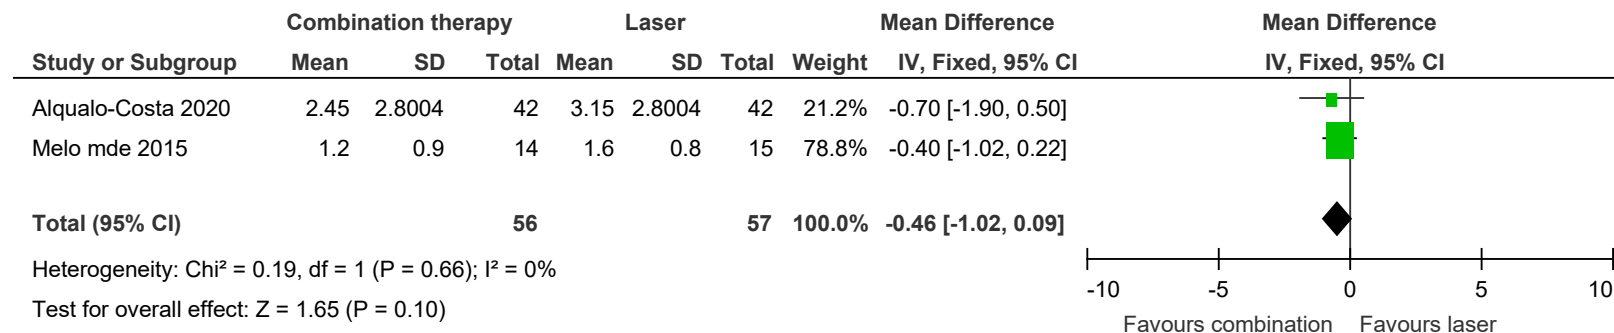 Combination therapy Laser Mean Difference Mean Difference
Study or Subgroup Mean SD Total Mean SD Total Weight IV, Fixed, 95% CI IV, Fixed, 95% CI
Alqualo-Costa 2020 2.45 2.8004 42 3.15 2.8004 42 21.2% -0.70 [-1.90, 0.50]
Melo mde 2015 1.2 0.9 14 1.6 0.8 15 78.8% -0.40 [-1.02, 0.22]
Total (95% CI) 56 57 100.0% -0.46 [-1.02, 0.09]
Heterogeneity: Chi² = 0.19, df = 1 (P = 0.66); I² = 0%
Test for overall effect: Z = 1.65 (P = 0.10)
-10 -5 0 5 10
Favours combination Favours laser